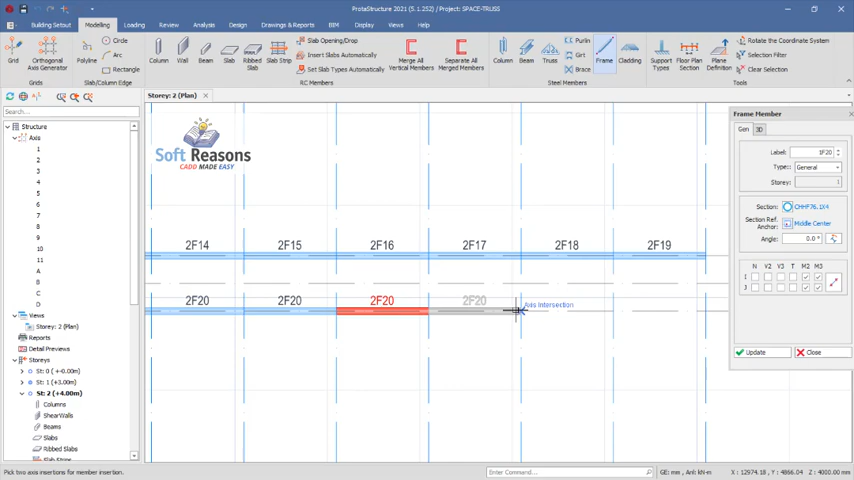 ProtaStructure 2021 (5.1.252) / Project: SPACE-TRUSS
Building Setout Modelling Loading Review Analysis Design Drawings & Reports BIM Display Views Help
Grid
Orthogonal Axis Generator
Grids
Polyline
Circle
Arc
Rectangle
Slab/Column Edge
Column
Wall
Beam
Slab
Ribbed Slab
Slab Strip
Slab Opening/Drop
Insert Slabs Automatically
Set Slab Types Automatically
RC Members
Merge All Vertical Members
Separate All Merged Members
Column
Beam
Truss
Purlin
Girt
Brace
Frame
Cladding
Steel Members
Support Types
Floor Plan Section
Plane Definition
Rotate the Coordinate System
Selection Filter
Clear Selection
Tools
Search...
Structure
Axis
1
2
3
4
5
6
7
8
9
10
11
A
B
C
D
Views
Storey: 2 (Plan)
Reports
Detail Previews
Storeys
St: 0 (+-0.00m)
St: 1 (+3.00m)
St: 2 (+4.00m)
Columns
ShearWalls
Beams
Slabs
Ribbed Slabs
Storey: 2 (Plan)
Soft Reasons
CADD MADE EASY
2F14 2F15 2F16 2F17 2F18 2F19
2F20 2F20 2F20 2F20
Axis Intersection
Frame Member
Gen 3D
Label: 1F20
Type: General
Storey: 1
Section: CHHF76.1X4
Section Ref. Anchor: Middle Center
Angle: 0.0 °
N V2 V3 T M2 M3
I
J
Update Close
Pick two axis insertions for member insertion.
Enter Command...
GE: mm| kN-m
X : 12974.18 Y : 4866.04
Z : 4000.00 mm